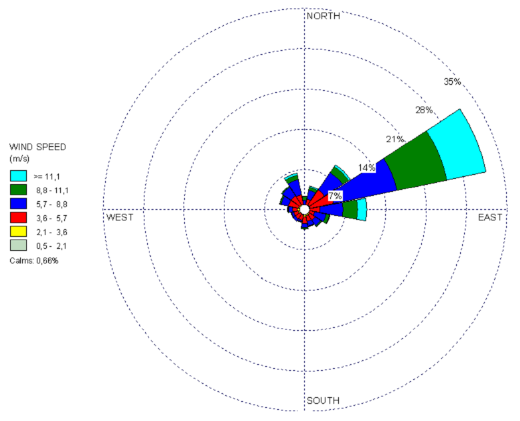 NORTH
35%
28%
21%
14%
7%
WEST
EAST
SOUTH
WIND SPEED
(m/s)
>= 11,1
8,8 - 11,1
5,7 - 8,8
3,6 - 5,7
2,1 - 3,6
0,5 - 2,1
Calms: 0,66%